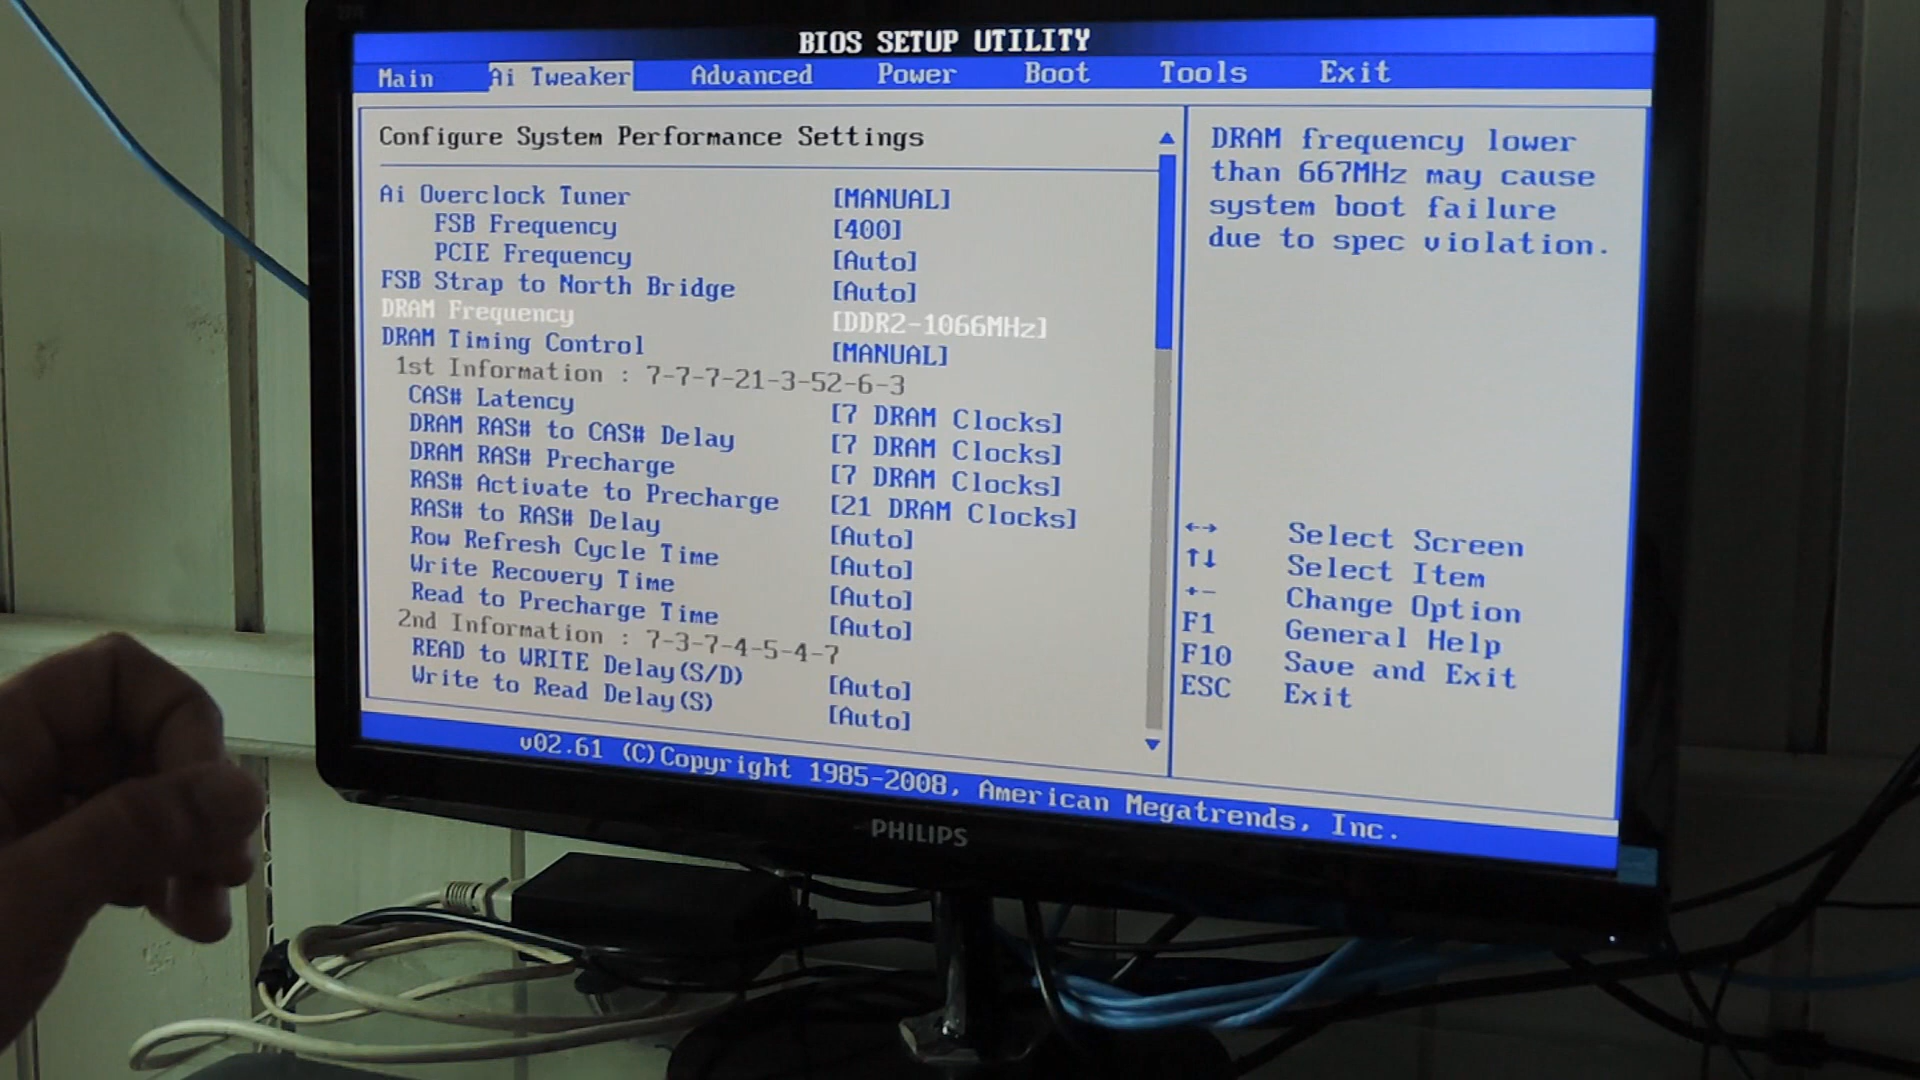 BIOS SETUP UTILITY
Main Ai Tweaker Advanced Power Boot Tools Exit
Configure System Performance Settings
Ai Overclock Tuner [MANUAL]
FSB Frequency [400]
PCIE Frequency [Auto]
FSB Strap to North Bridge [Auto]
DRAM Frequency [DDR2-1066MHz]
DRAM Timing Control [MANUAL]
1st Information : 7-7-7-21-3-52-6-3
CAS# Latency [7 DRAM Clocks]
DRAM RAS# to CAS# Delay [7 DRAM Clocks]
DRAM RAS# Precharge [7 DRAM Clocks]
RAS# Activate to Precharge [21 DRAM Clocks]
RAS# to RAS# Delay [Auto]
Row Refresh Cycle Time [Auto]
Write Recovery Time [Auto]
Read to Precharge Time [Auto]
2nd Information : 7-3-7-4-5-4-7
READ to WRITE Delay(S/D) [Auto]
Write to Read Delay(S) [Auto]
DRAM frequency lower
than 667MHz may cause
system boot failure
due to spec violation.
←→ Select Screen
↑↓ Select Item
+- Change Option
F1 General Help
F10 Save and Exit
ESC Exit
v02.61 (C)Copyright 1985-2008, American Megatrends, Inc.
PHILIPS